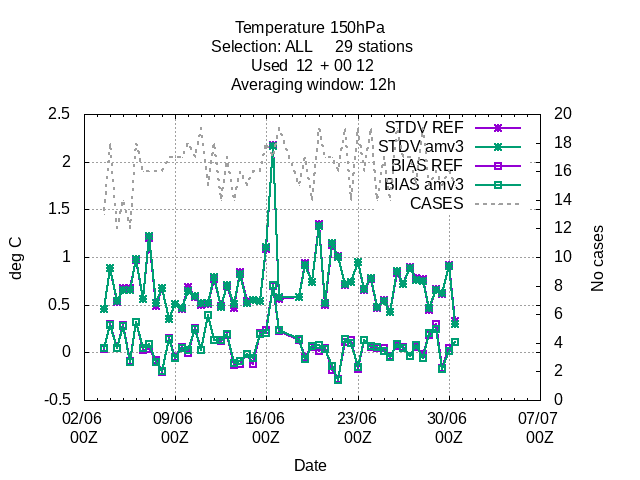 Temperature 150hPa
Selection: ALL 29 stations
Used 12 + 00 12
Averaging window: 12h
2.5
2
1.5
1
0.5
0
-0.5
20
18
16
14
12
10
8
6
4
2
0
deg C
No cases
STDV REF
STDV amv3
BIAS REF
BIAS amv3
CASES
02/06 09/06 16/06 23/06 30/06 07/07
00Z 00Z 00Z 00Z 00Z 00Z
Date